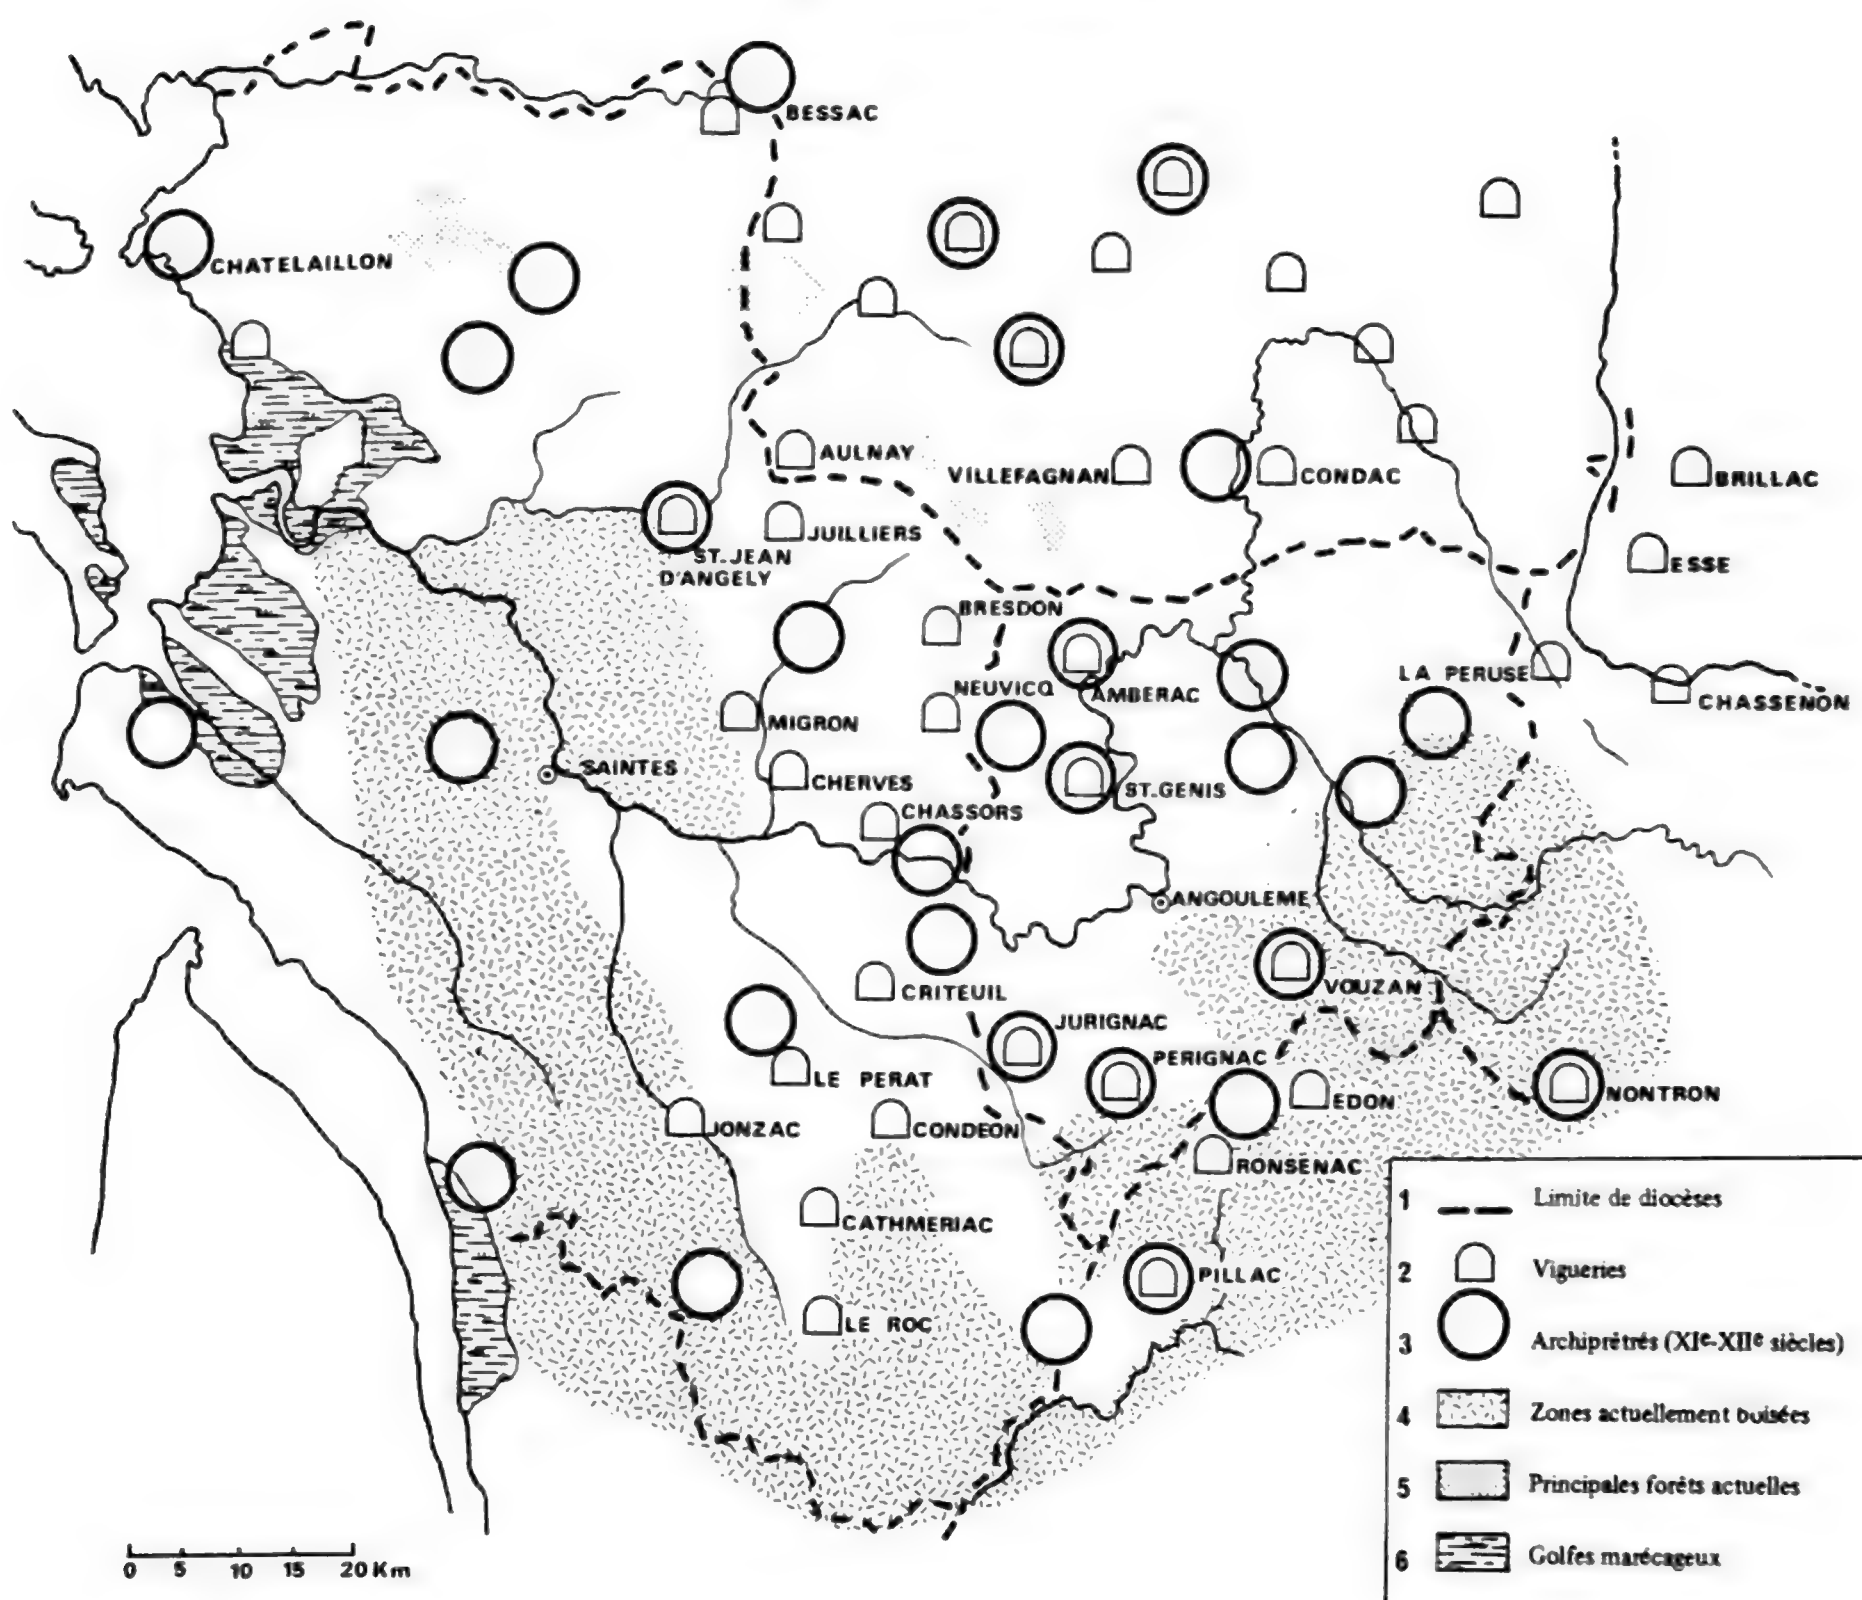 BESSAC
CHATELAILLON
AULNAY
VILLEFAGNAN
CONDAC
BRILLAC
JUILLIERS
ST.JEAN
D'ANGELY
ESSE
BRESDON
LA PERUSE
NEUVICQ
AMBERAC
CHASSENON
MIGRON
SAINTES
CHERVES
ST.GENIS
CHASSORS
ANGOULEME
CRITEUIL
VOUZAN
JURIGNAC
PERIGNAC
LE PERAT
NONTRON
EDON
JONZAC
CONDEON
RONSENAC
CATHMERIAC
PILLAC
LE ROC
1 Limite de diocèses
2 Vigueries
3 Archiprêtrés (XIe-XIIe siècles)
4 Zones actuellement boisées
5 Principales forêts actuelles
6 Golfes marécageux
0 5 10 15 20 Km